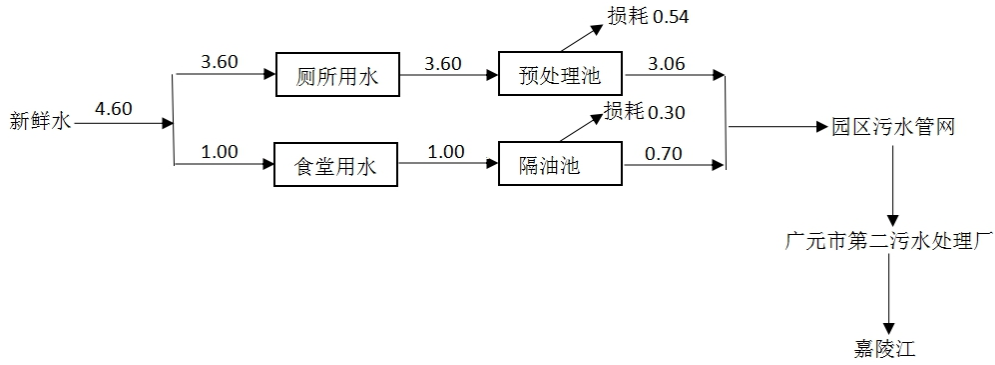 损耗 0.54
3.60
厕所用水
3.60
预处理池
3.06
新鲜水
4.60
损耗 0.30
园区污水管网
1.00
食堂用水
1.00
隔油池
0.70
广元市第二污水处理厂
嘉陵江